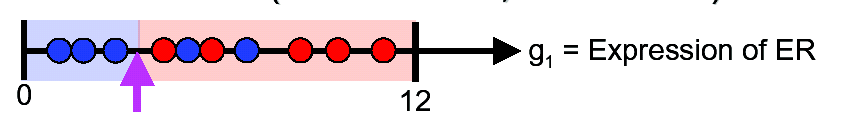 g₁ = Expression of ER
0
12